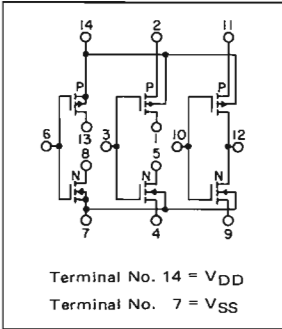 14 2 11
P P P
6 13 3 1 10 12
8 5
N N N
7 4 9
Terminal No. 14 = VDD
Terminal No. 7 = VSS